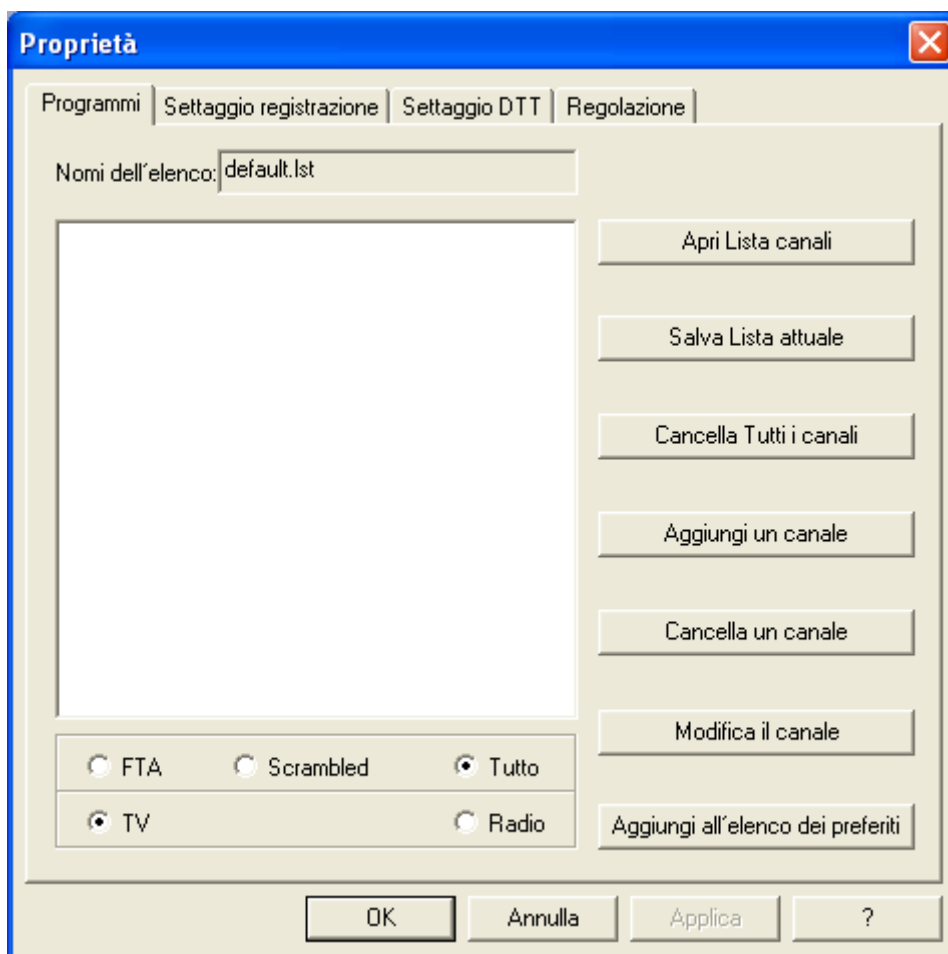 Proprietà
Programmi Settaggio registrazione Settaggio DTT Regolazione
Nomi dell´elenco: default.lst
Apri Lista canali
Salva Lista attuale
Cancella Tutti i canali
Aggiungi un canale
Cancella un canale
Modifica il canale
FTA Scrambled Tutto
TV Radio
Aggiungi all´elenco dei preferiti
OK Annulla Applica ?